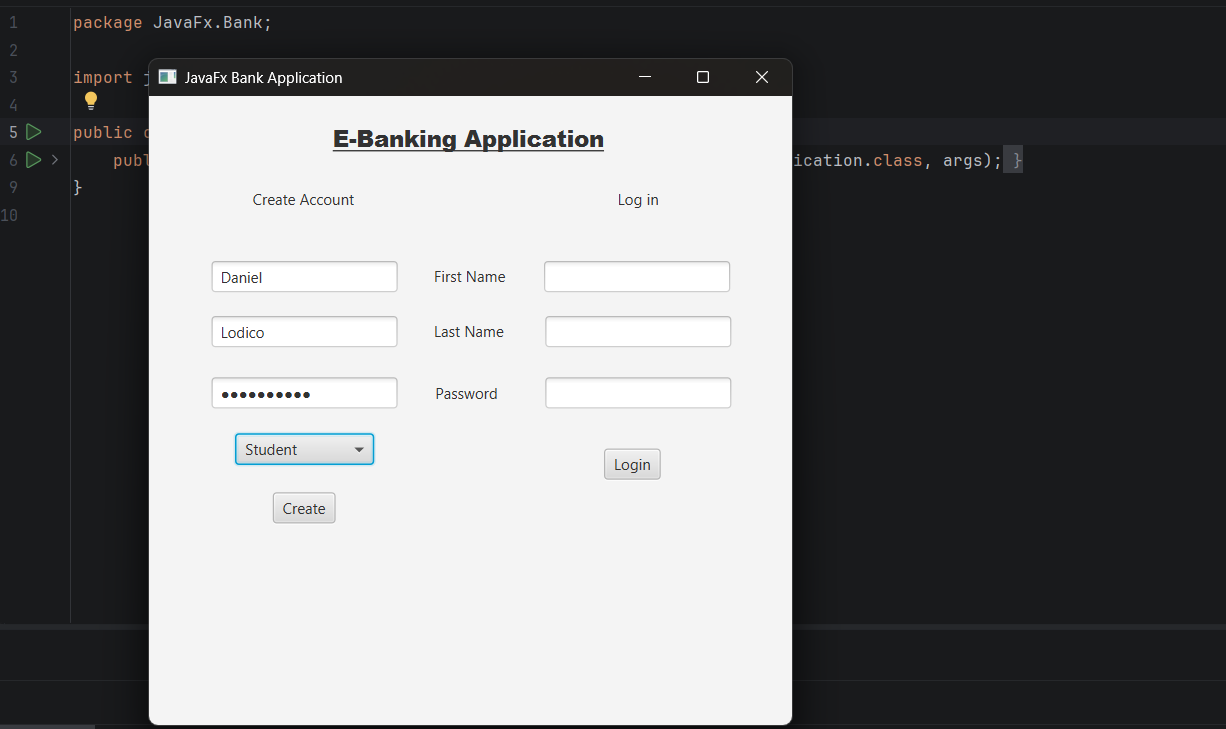 1 package JavaFx.Bank;
2
3 import j
JavaFx Bank Application
4
5 public c
6 publ ication.class, args); }
9 }
10
E-Banking Application
Create Account Log in
Daniel First Name
Lodico Last Name
●●●●●●●●●● Password
Student
Login
Create